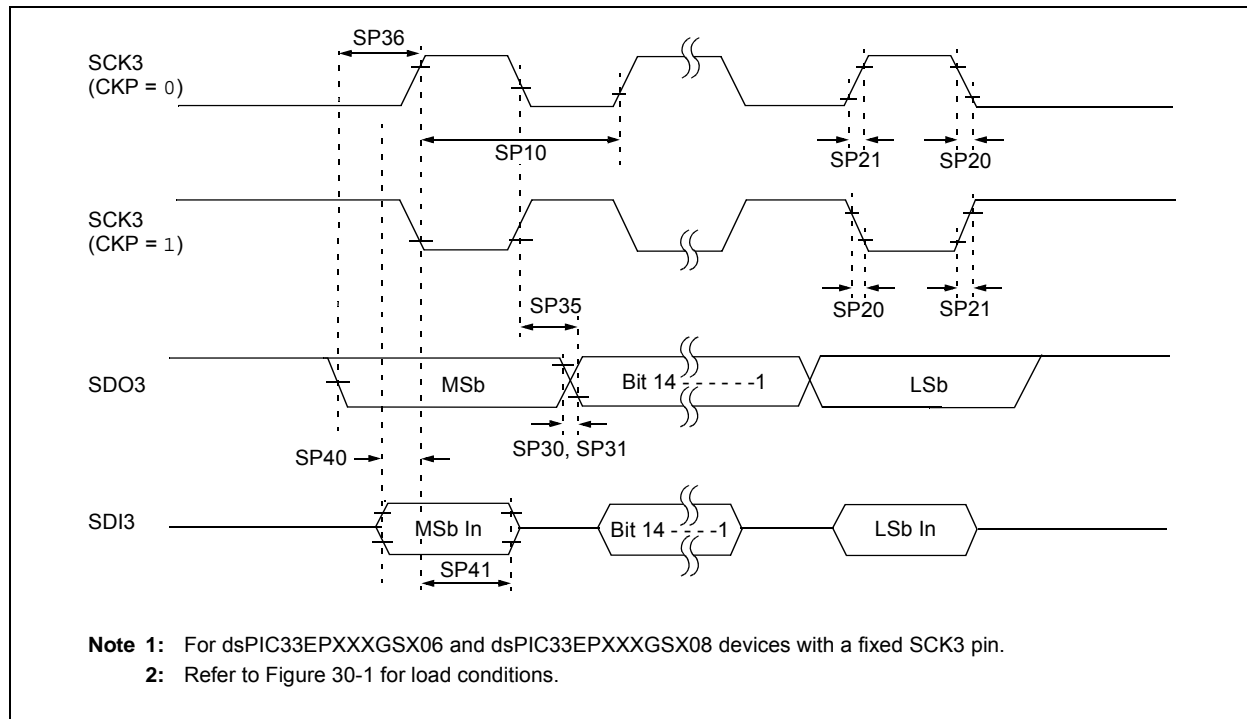 SP36
SCK3
(CKP = 0)
SP10
SP21
SP20
SCK3
(CKP = 1)
SP35
SP20
SP21
SDO3
MSb
Bit 14 - - - - - -1
LSb
SP30, SP31
SP40
SDI3
MSb In
Bit 14 - - - - -1
LSb In
SP41
Note 1: For dsPIC33EPXXXGSX06 and dsPIC33EPXXXGSX08 devices with a fixed SCK3 pin.
2: Refer to Figure 30-1 for load conditions.